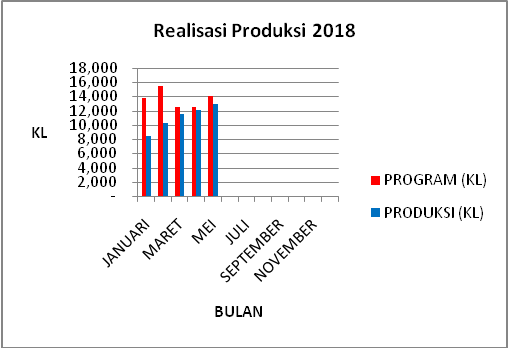 Realisasi Produksi 2018
18,000
16,000
14,000
12,000
10,000
8,000
6,000
4,000
2,000
-
KL
JANUARI
MARET
MEI
JULI
SEPTEMBER
NOVEMBER
BULAN
PROGRAM (KL)
PRODUKSI (KL)